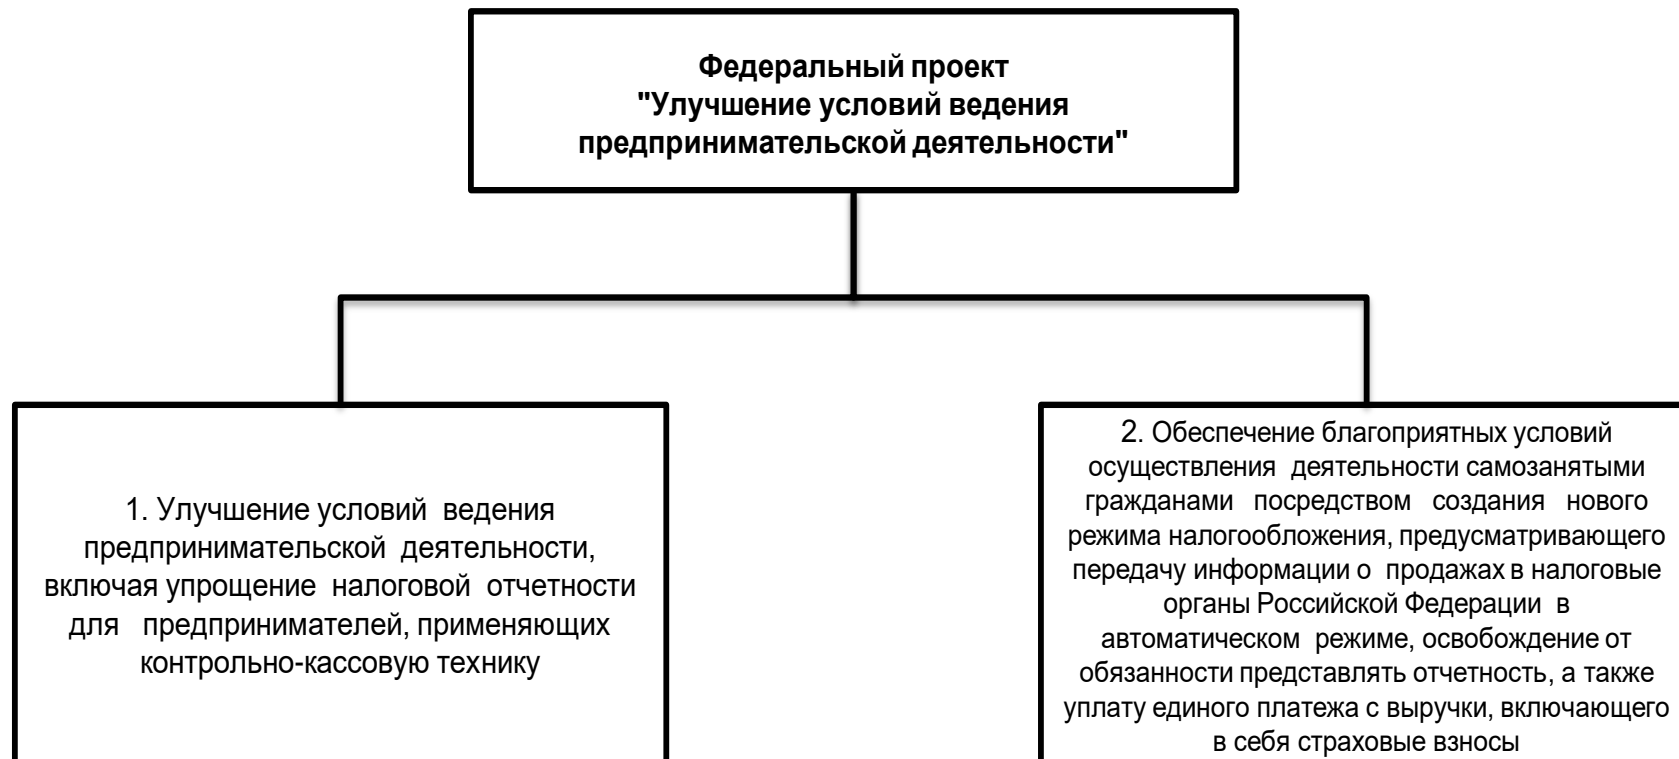 Федеральный проект
"Улучшение условий ведения
предпринимательской деятельности"
1. Улучшение условий ведения
предпринимательской деятельности,
включая упрощение налоговой отчетности
для предпринимателей, применяющих
контрольно-кассовую технику
2. Обеспечение благоприятных условий
осуществления деятельности самозанятыми
гражданами посредством создания нового
режима налогообложения, предусматривающего
передачу информации о продажах в налоговые
органы Российской Федерации в
автоматическом режиме, освобождение от
обязанности представлять отчетность, а также
уплату единого платежа с выручки, включающего
в себя страховые взносы